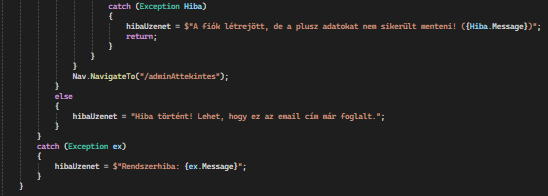 catch (Exception Hiba)
{
hibaUzenet = $"A fiók létrejött, de a plusz adatokat nem sikerült menteni! ({Hiba.Message})";
return;
}
}
}
Nav.NavigateTo("/adminAttekintes");
}
else
{
hibaUzenet = "Hiba történt! Lehet, hogy ez az email cím már foglalt.";
}
}
catch (Exception ex)
{
hibaUzenet = $"Rendszerhiba: {ex.Message}";
}
}